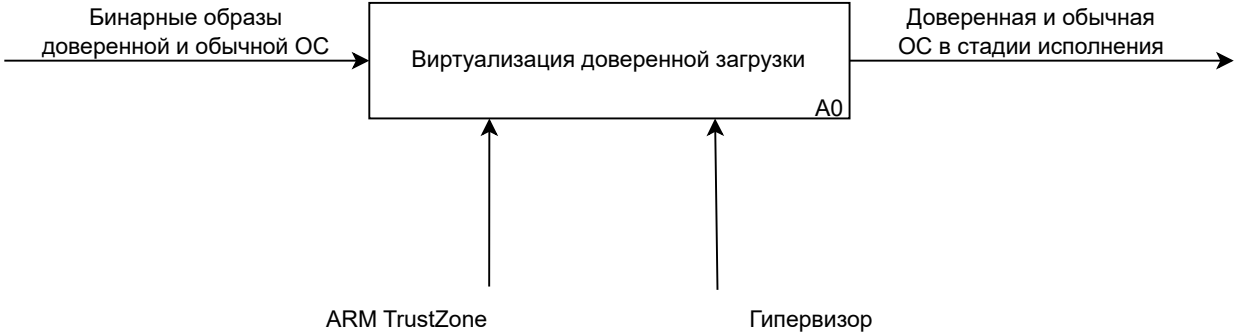 Бинарные образы
доверенной и обычной ОС
Виртуализация доверенной загрузки
A0
Доверенная и обычная
ОС в стадии исполнения
ARM TrustZone
Гипервизор